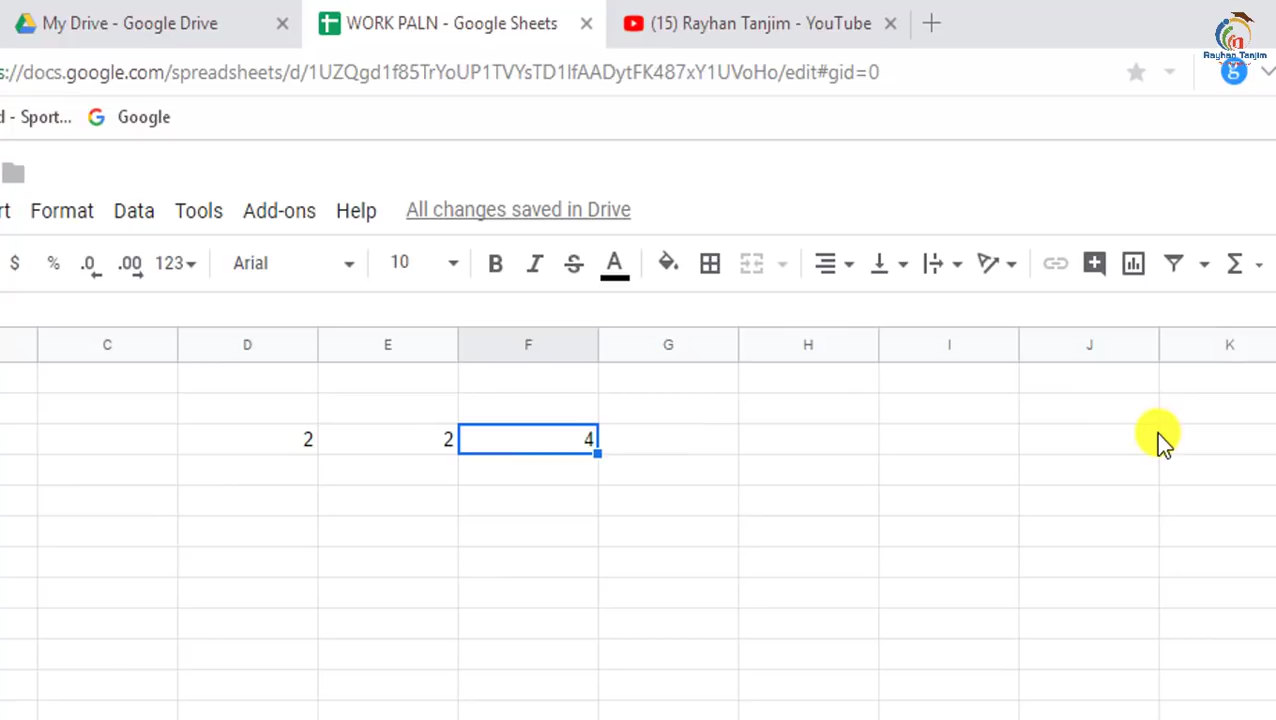 My Drive - Google Drive
WORK PALN - Google Sheets
(15) Rayhan Tanjim - YouTube
Rayhan Tanjim
s://docs.google.com/spreadsheets/d/1UZQgd1f85TrYoUP1TVYsTD1IfAADytFK487xY1UVoHo/edit#gid=0
g
d - Sport... Google
rt Format Data Tools Add-ons Help All changes saved in Drive
$ % .0 .00 123 Arial 10 B I S A Σ
C D E F G H I J K
2 2 4